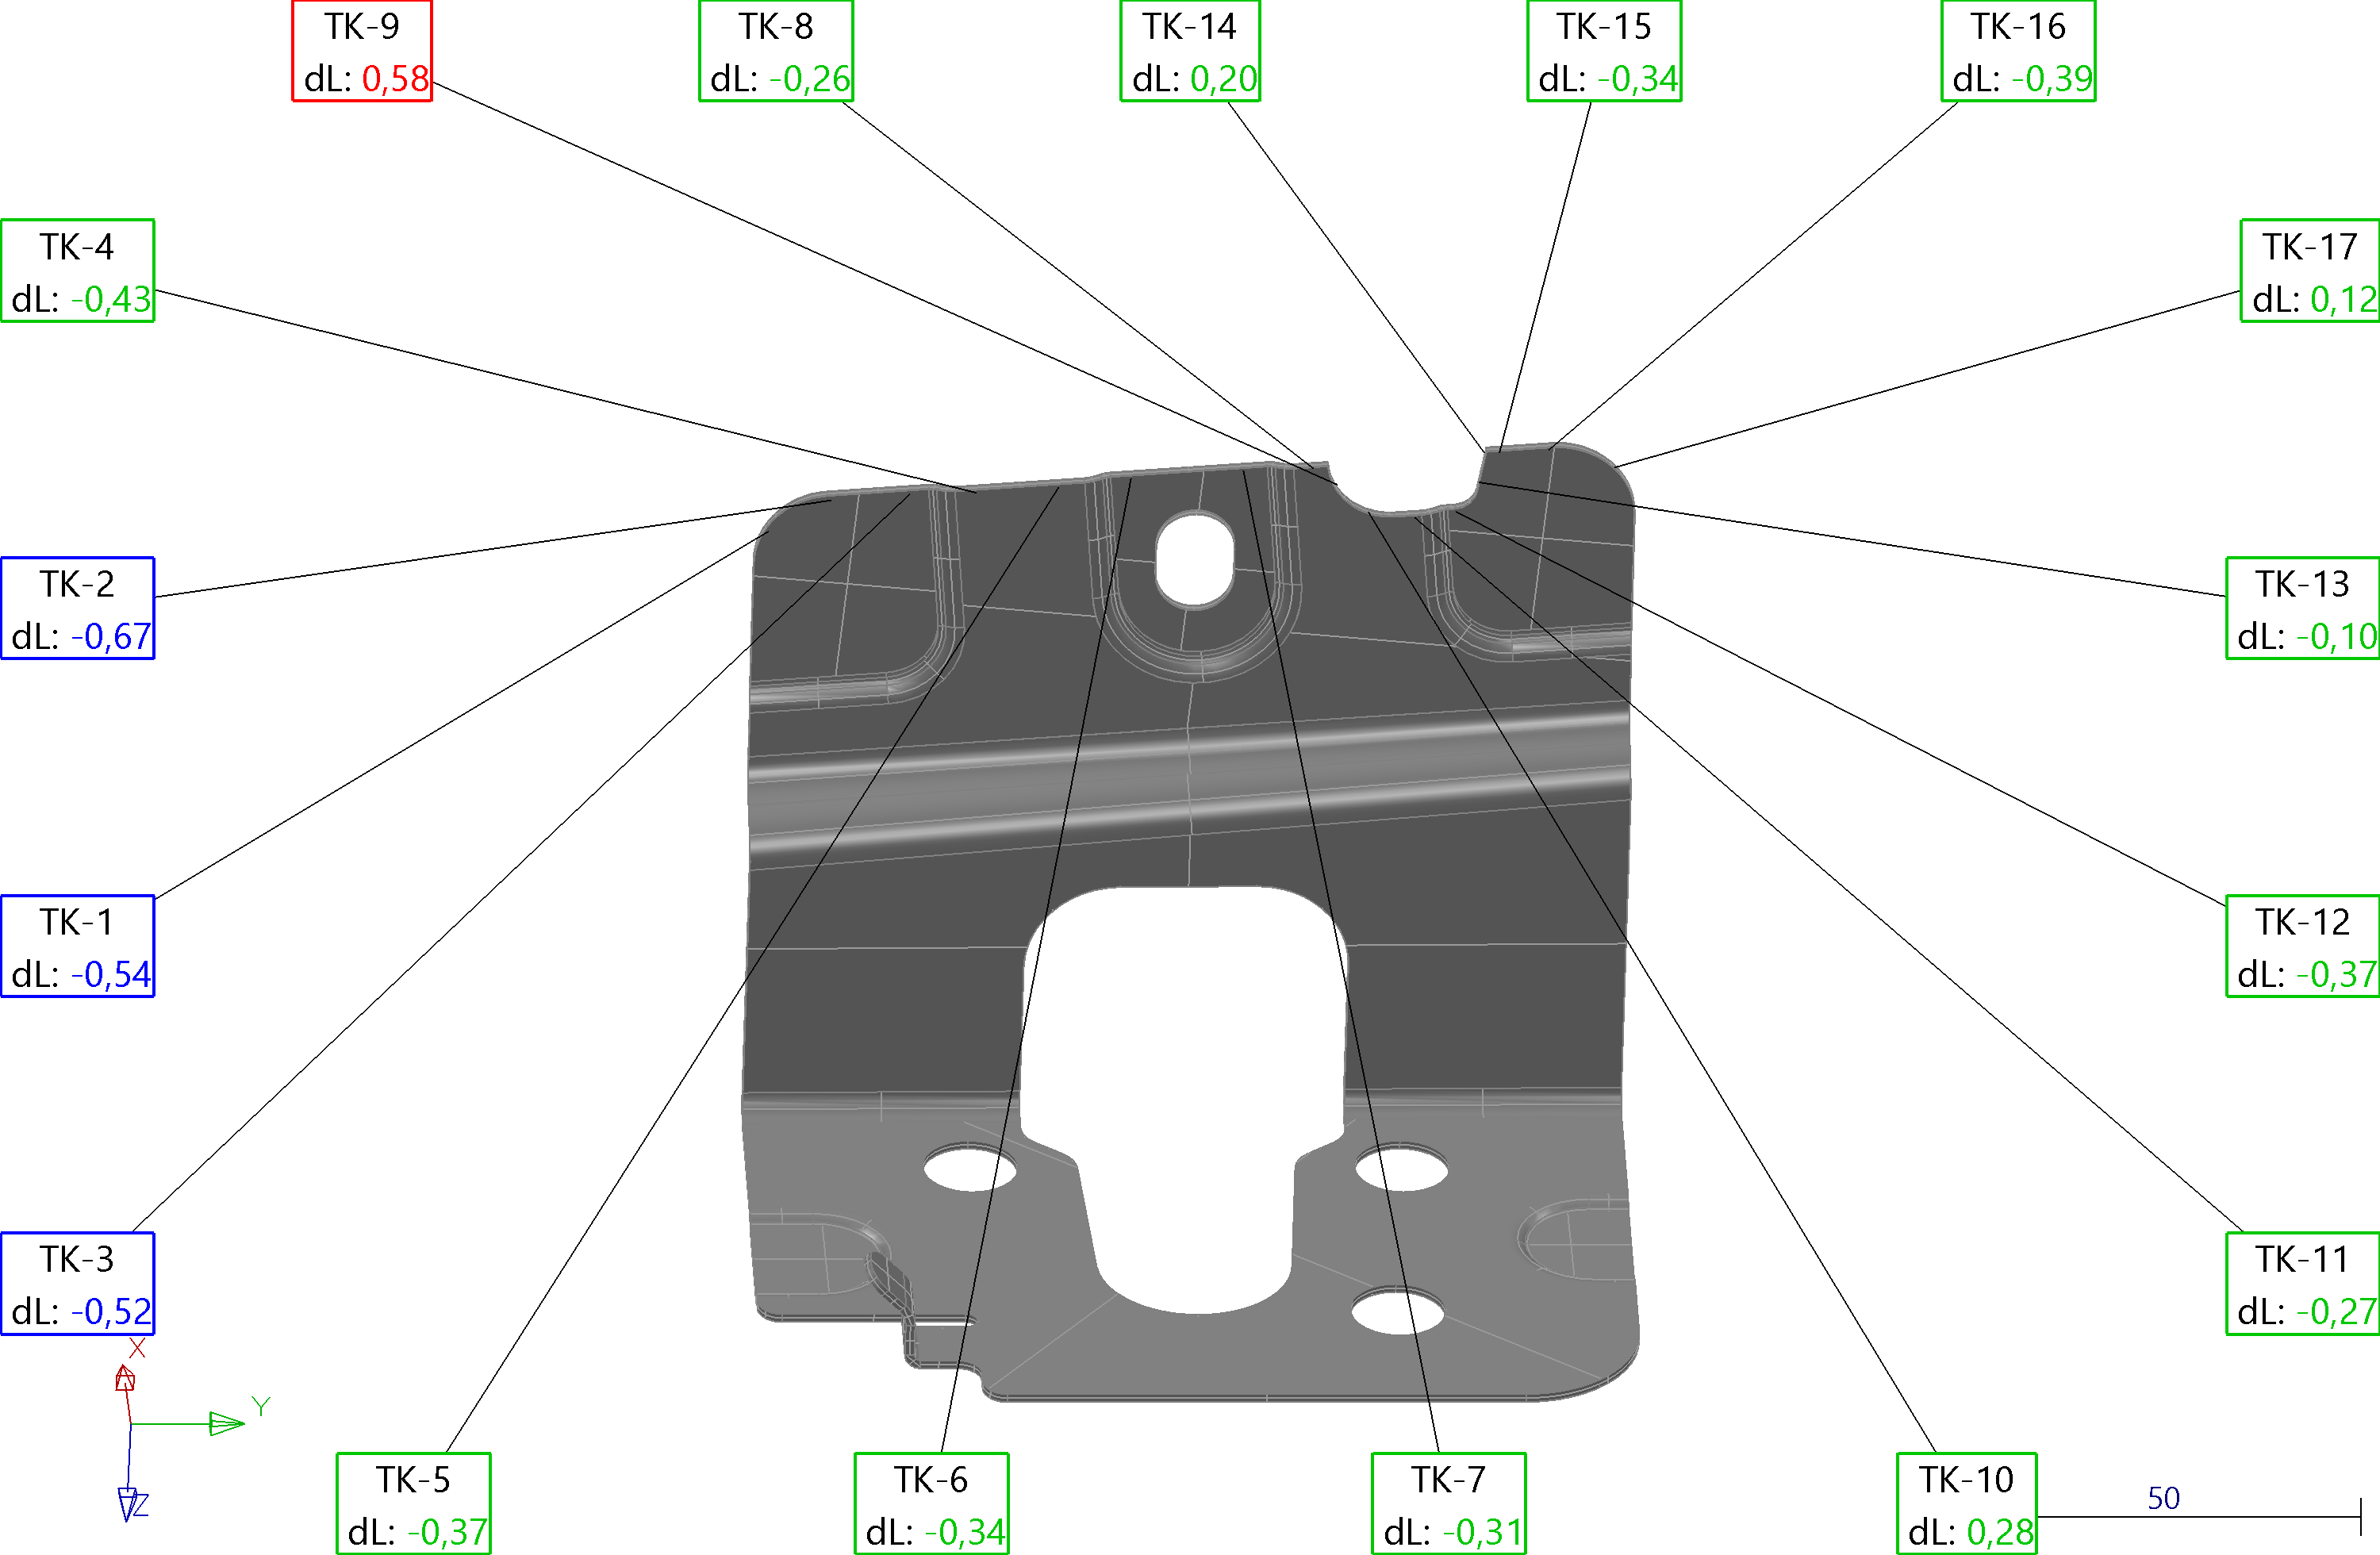 TK-9
dL: 0,58
TK-8
dL: -0,26
TK-14
dL: 0,20
TK-15
dL: -0,34
TK-16
dL: -0,39
TK-4
dL: -0,43
TK-17
dL: 0,12
TK-2
dL: -0,67
TK-13
dL: -0,10
TK-1
dL: -0,54
TK-12
dL: -0,37
TK-3
dL: -0,52
TK-11
dL: -0,27
X
Y
Z
TK-5
dL: -0,37
TK-6
dL: -0,34
TK-7
dL: -0,31
TK-10
dL: 0,28
50